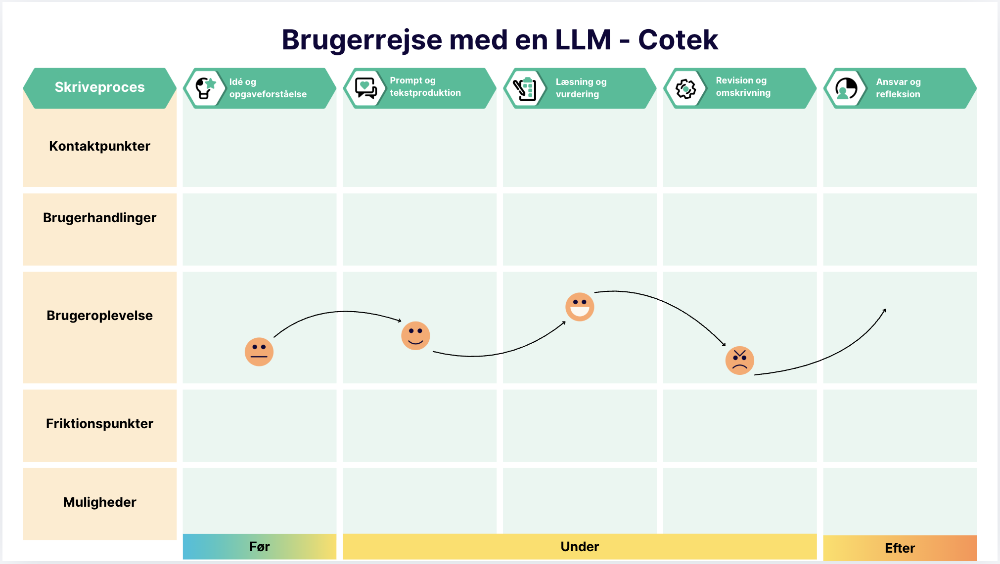 Brugerrejse med en LLM - Cotek
Skriveproces
Idé og
opgaveforståelse
Prompt og
tekstproduktion
Læsning og
vurdering
Revision og
omskrivning
Ansvar og
refleksion
Kontaktpunkter
Brugerhandlinger
Brugeroplevelse
Friktionspunkter
Muligheder
Før
Under
Efter